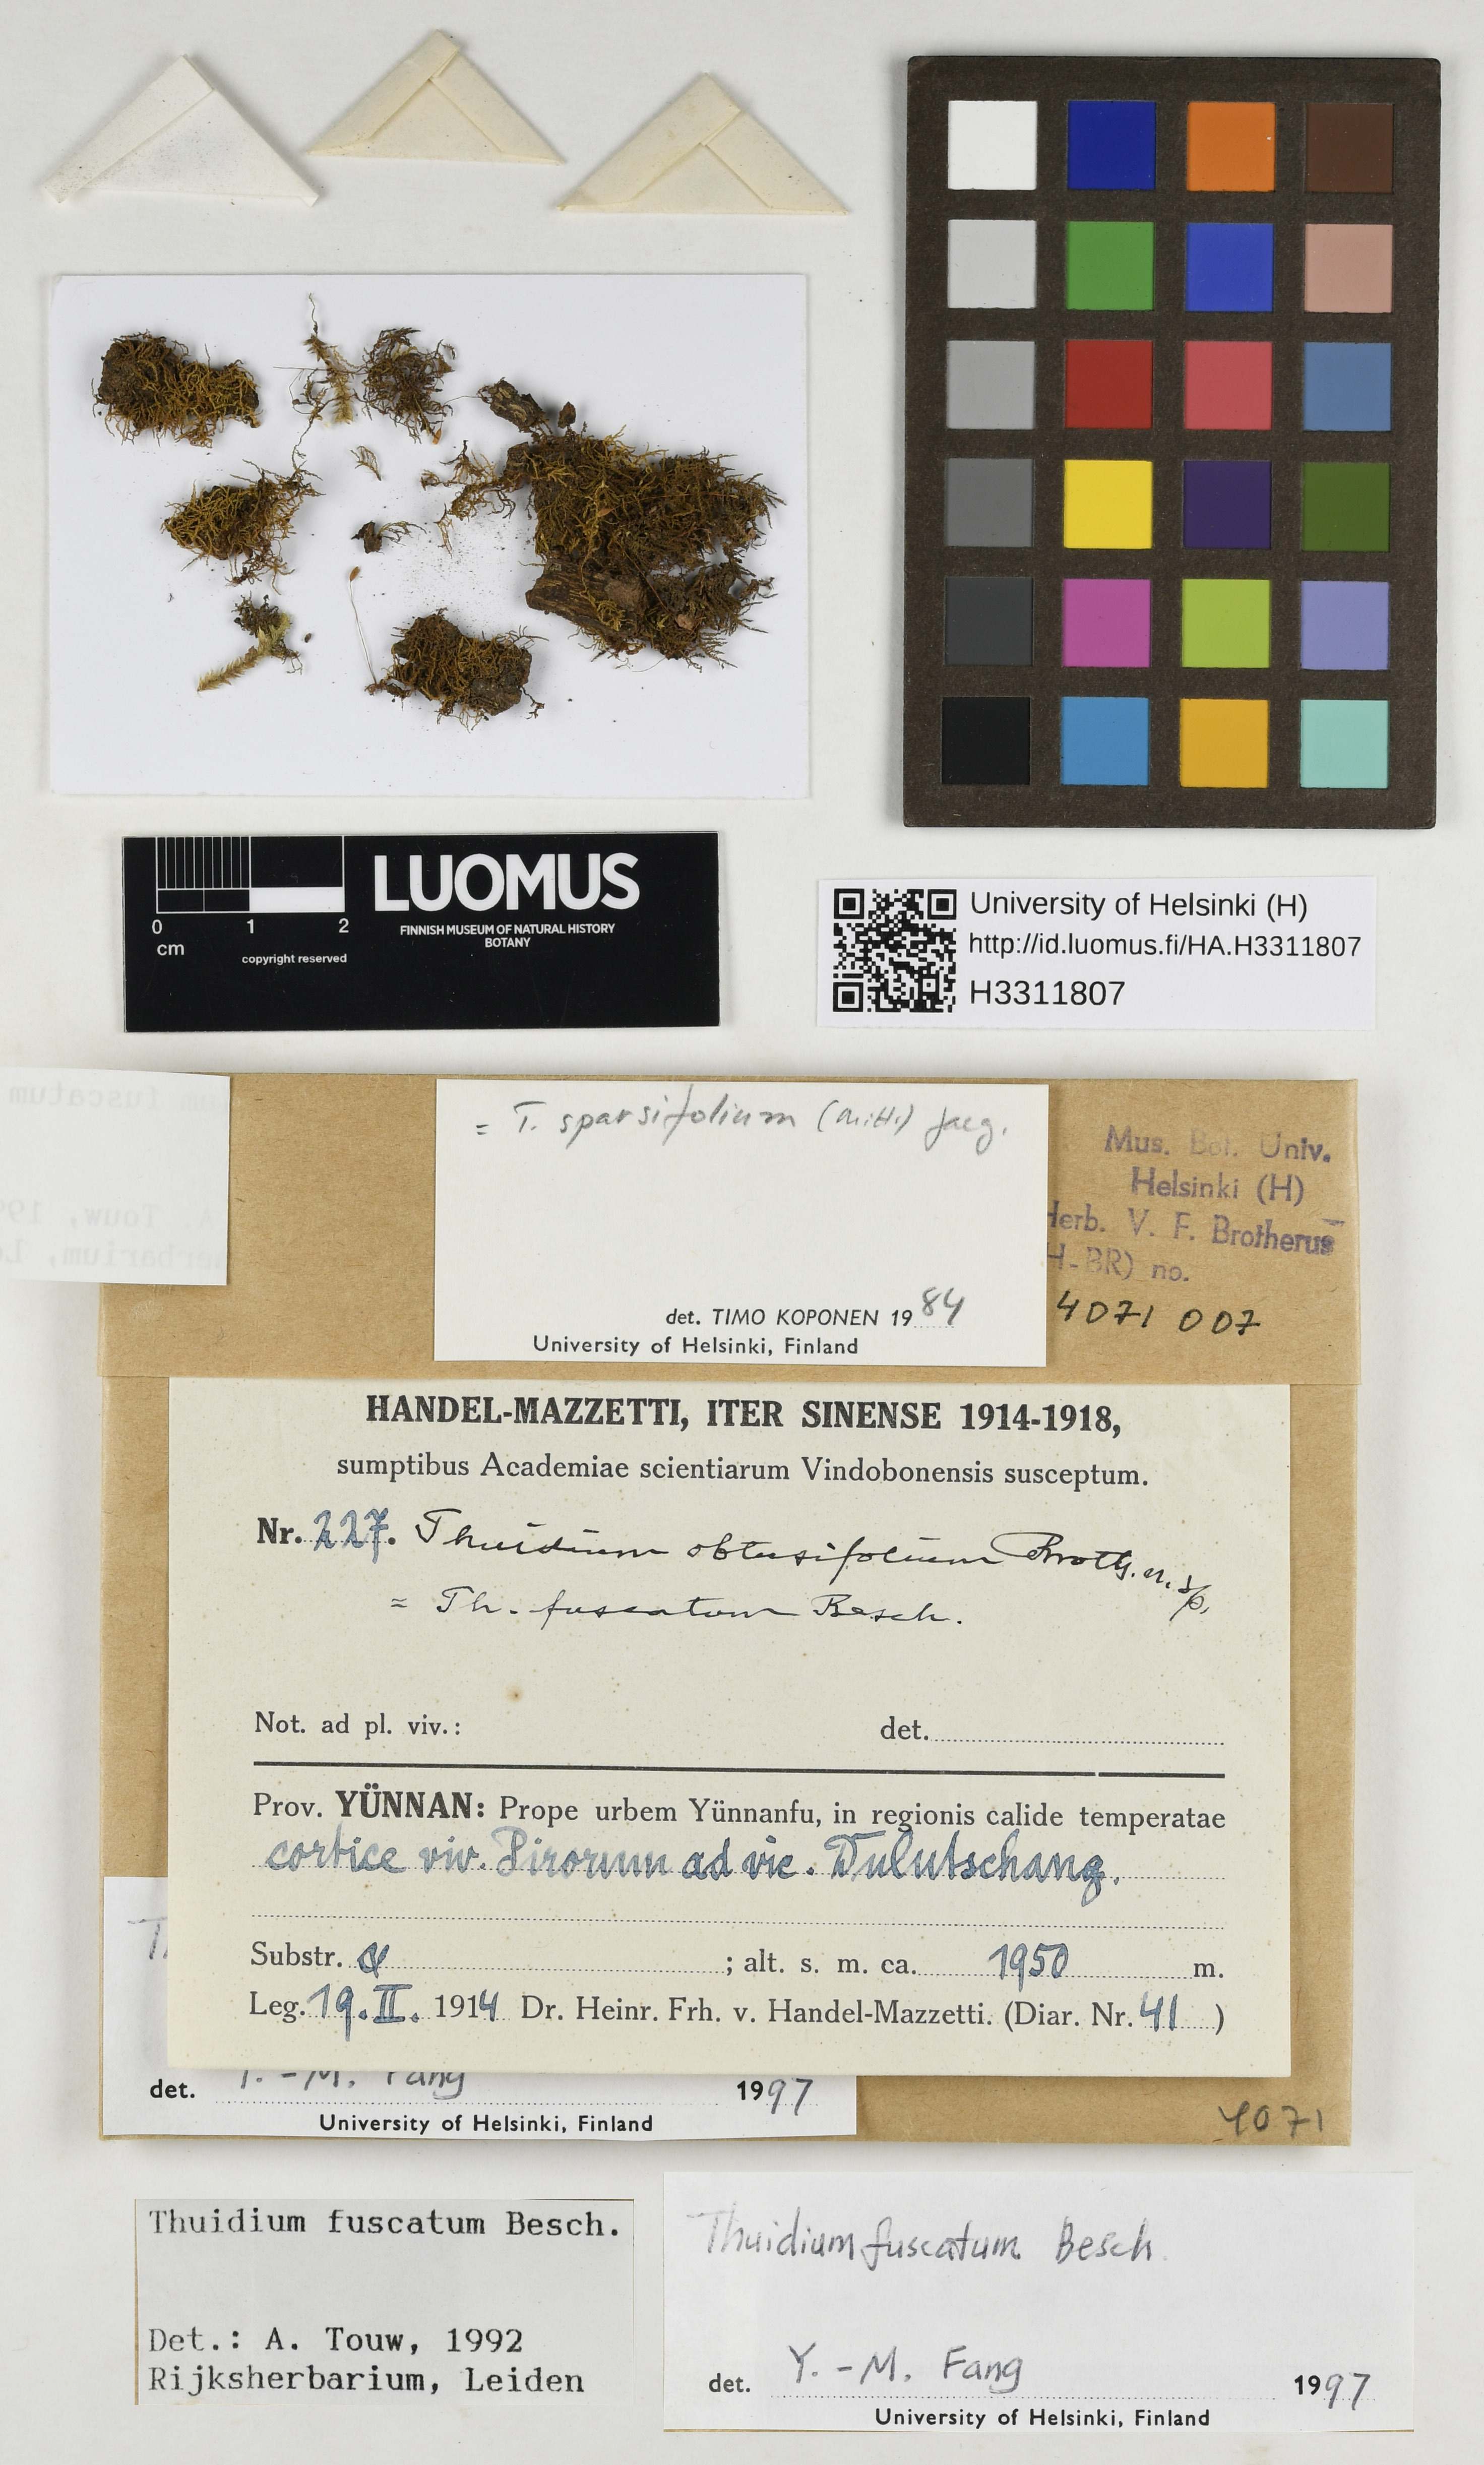 0 1 2
cm
copyright reserved
LUOMUS
FINNISH MUSEUM OF NATURAL HISTORY
BOTANY
University of Helsinki (H)
http://id.luomus.fi/HA.H3311807
H3311807
= T. sparsifolium (Mitt.) Jaeg.
det. TIMO KOPONEN 1984
University of Helsinki, Finland
Mus. Bot. Univ.
Helsinki (H)
Herb. V. F. Brotherus
(H-BR) no.
4071 007
HANDEL-MAZZETTI, ITER SINENSE 1914-1918,
sumptibus Academiae scientiarum Vindobonensis susceptum.
Nr. 227. Thuidium obtusifolium Broth. n. sp.
= Th. fuscatum Besch.
Not. ad pl. viv.: det.
Prov. YÜNNAN: Prope urbem Yünnanfu, in regionis calide temperatae
cortice viv. Pirorum ad vic. Tulutschang.
Substr. ; alt. s. m. ca. 1950 m.
Leg. 19. II. 1914 Dr. Heinr. Frh. v. Handel-Mazzetti. (Diar. Nr. 41 )
det. Y.-M. Fang 1997
University of Helsinki, Finland
4071
Thuidium fuscatum Besch.
Det.: A. Touw, 1992
Rijksherbarium, Leiden
Thuidium fuscatum Besch.
det. Y.-M. Fang 1997
University of Helsinki, Finland